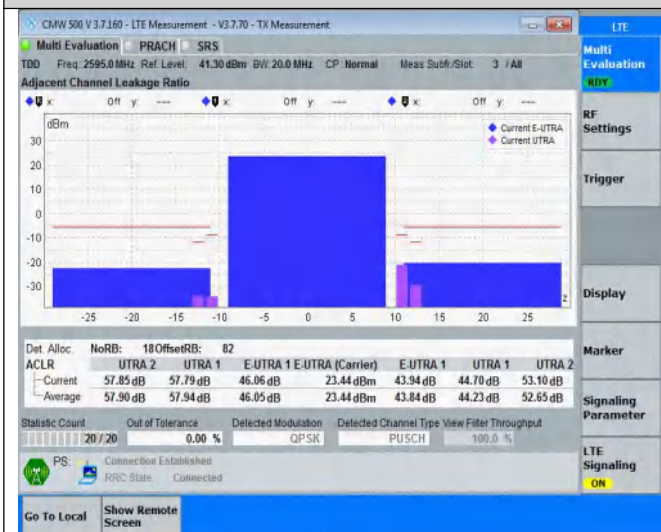 CMW 500 V 3.7.160 - LTE Measurement - V3.7.70 - TX Measurement
LTE
Multi Evaluation PRACH SRS
Multi Evaluation
RDY
TDD Freq: 2595.0 MHz Ref. Level: 41.30 dBm BW: 20.0 MHz CP: Normal Meas Subfr./Slot: 3 / All
Adjacent Channel Leakage Ratio
x: Off y: --- x: Off y: --- x: Off y: ---
dBm
Current E-UTRA
Current UTRA
30
20
10
0
-10
-20
-30
-25 -20 -15 -10 -5 0 5 10 15 20 25
RF Settings
Trigger
Display
Marker
Signaling Parameter
LTE Signaling
ON
Det. Alloc. NoRB: 18 OffsetRB: 82
ACLR UTRA 2 UTRA 1 E-UTRA 1 E-UTRA (Carrier) E-UTRA 1 UTRA 1 UTRA 2
Current 57.85 dB 57.79 dB 46.06 dB 23.44 dBm 43.94 dB 44.70 dB 53.10 dB
Average 57.90 dB 57.94 dB 46.05 dB 23.44 dBm 43.84 dB 44.23 dB 52.65 dB
Statistic Count Out of Tolerance Detected Modulation Detected Channel Type View Filter Throughput
20 / 20 0.00 % QPSK PUSCH 100.0 %
PS: Connection Established
RRC State: Connected
Go To Local Show Remote Screen